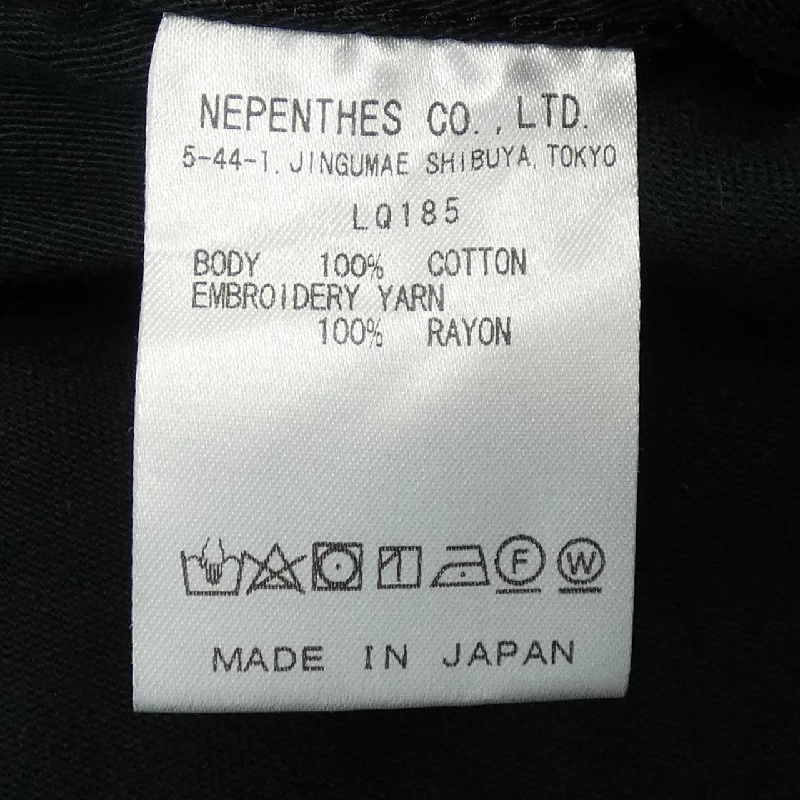 NEPENTHES CO., LTD.
5-44-1, JINGUMAE SHIBUYA, TOKYO
LQ185
BODY 100% COTTON
EMBROIDERY YARN
100% RAYON
F W
MADE IN JAPAN